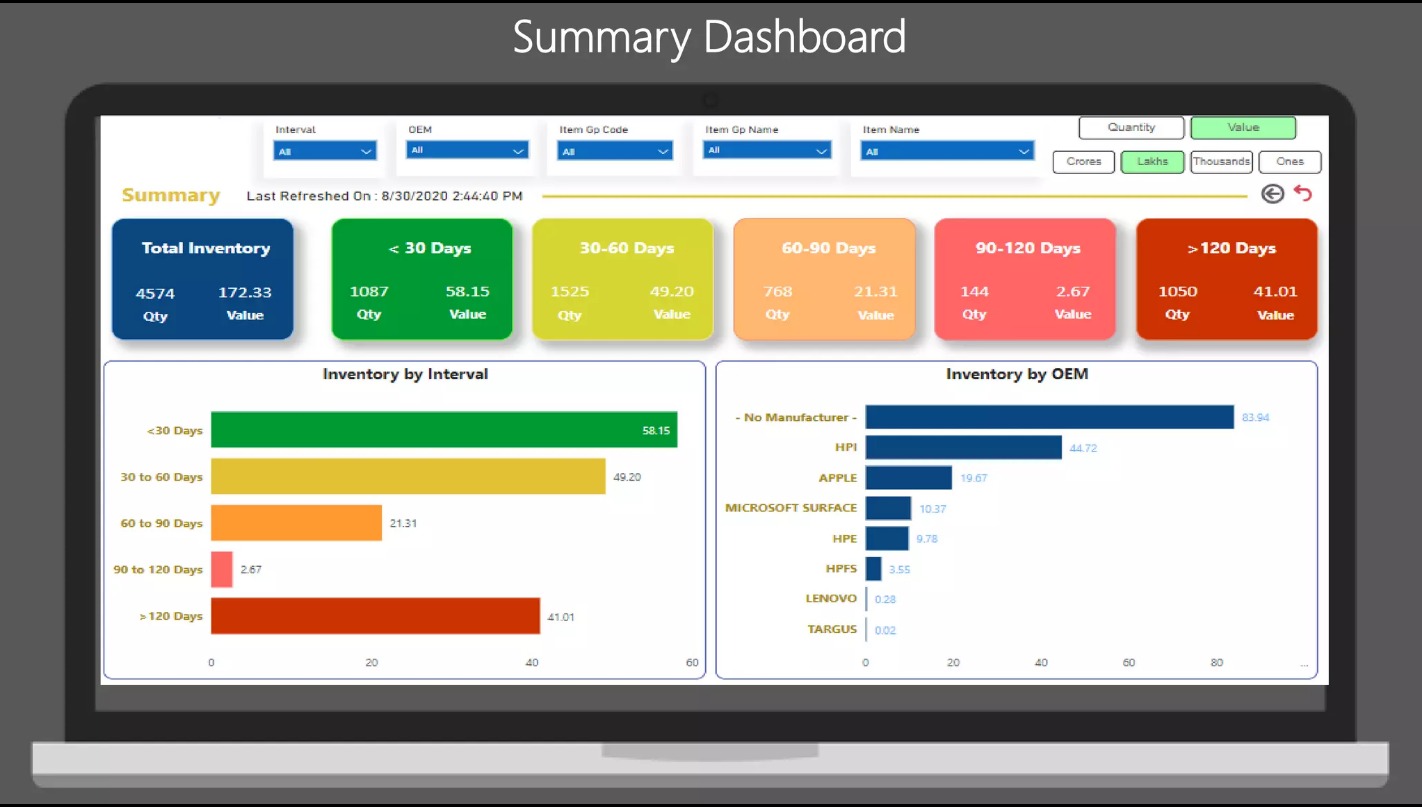 Summary Dashboard
Interval OEM Item Gp Code Item Gp Name Item Name Quantity Value
All All All All All
Crores Lakhs Thousands Ones
Summary Last Refreshed On : 8/30/2020 2:44:40 PM
Total Inventory < 30 Days 30-60 Days 60-90 Days 90-120 Days >120 Days
4574 172.33 1087 58.15 1525 49.20 768 21.31 144 2.67 1050 41.01
Qty Value Qty Value Qty Value Qty Value Qty Value Qty Value
Inventory by Interval
<30 Days 58.15
30 to 60 Days 49.20
60 to 90 Days 21.31
90 to 120 Days 2.67
>120 Days 41.01
0 20 40 60
Inventory by OEM
- No Manufacturer - 83.94
HPI 44.72
APPLE 19.67
MICROSOFT SURFACE 10.37
HPE 9.78
HPFS 3.55
LENOVO 0.28
TARGUS 0.02
0 20 40 60 80 ...